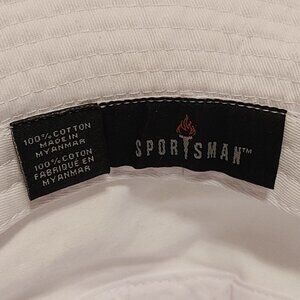 100% COTTON
MADE IN
MYANMAR
100% COTON
FABRIQUÉ EN
MYANMAR
SPORTSMAN™